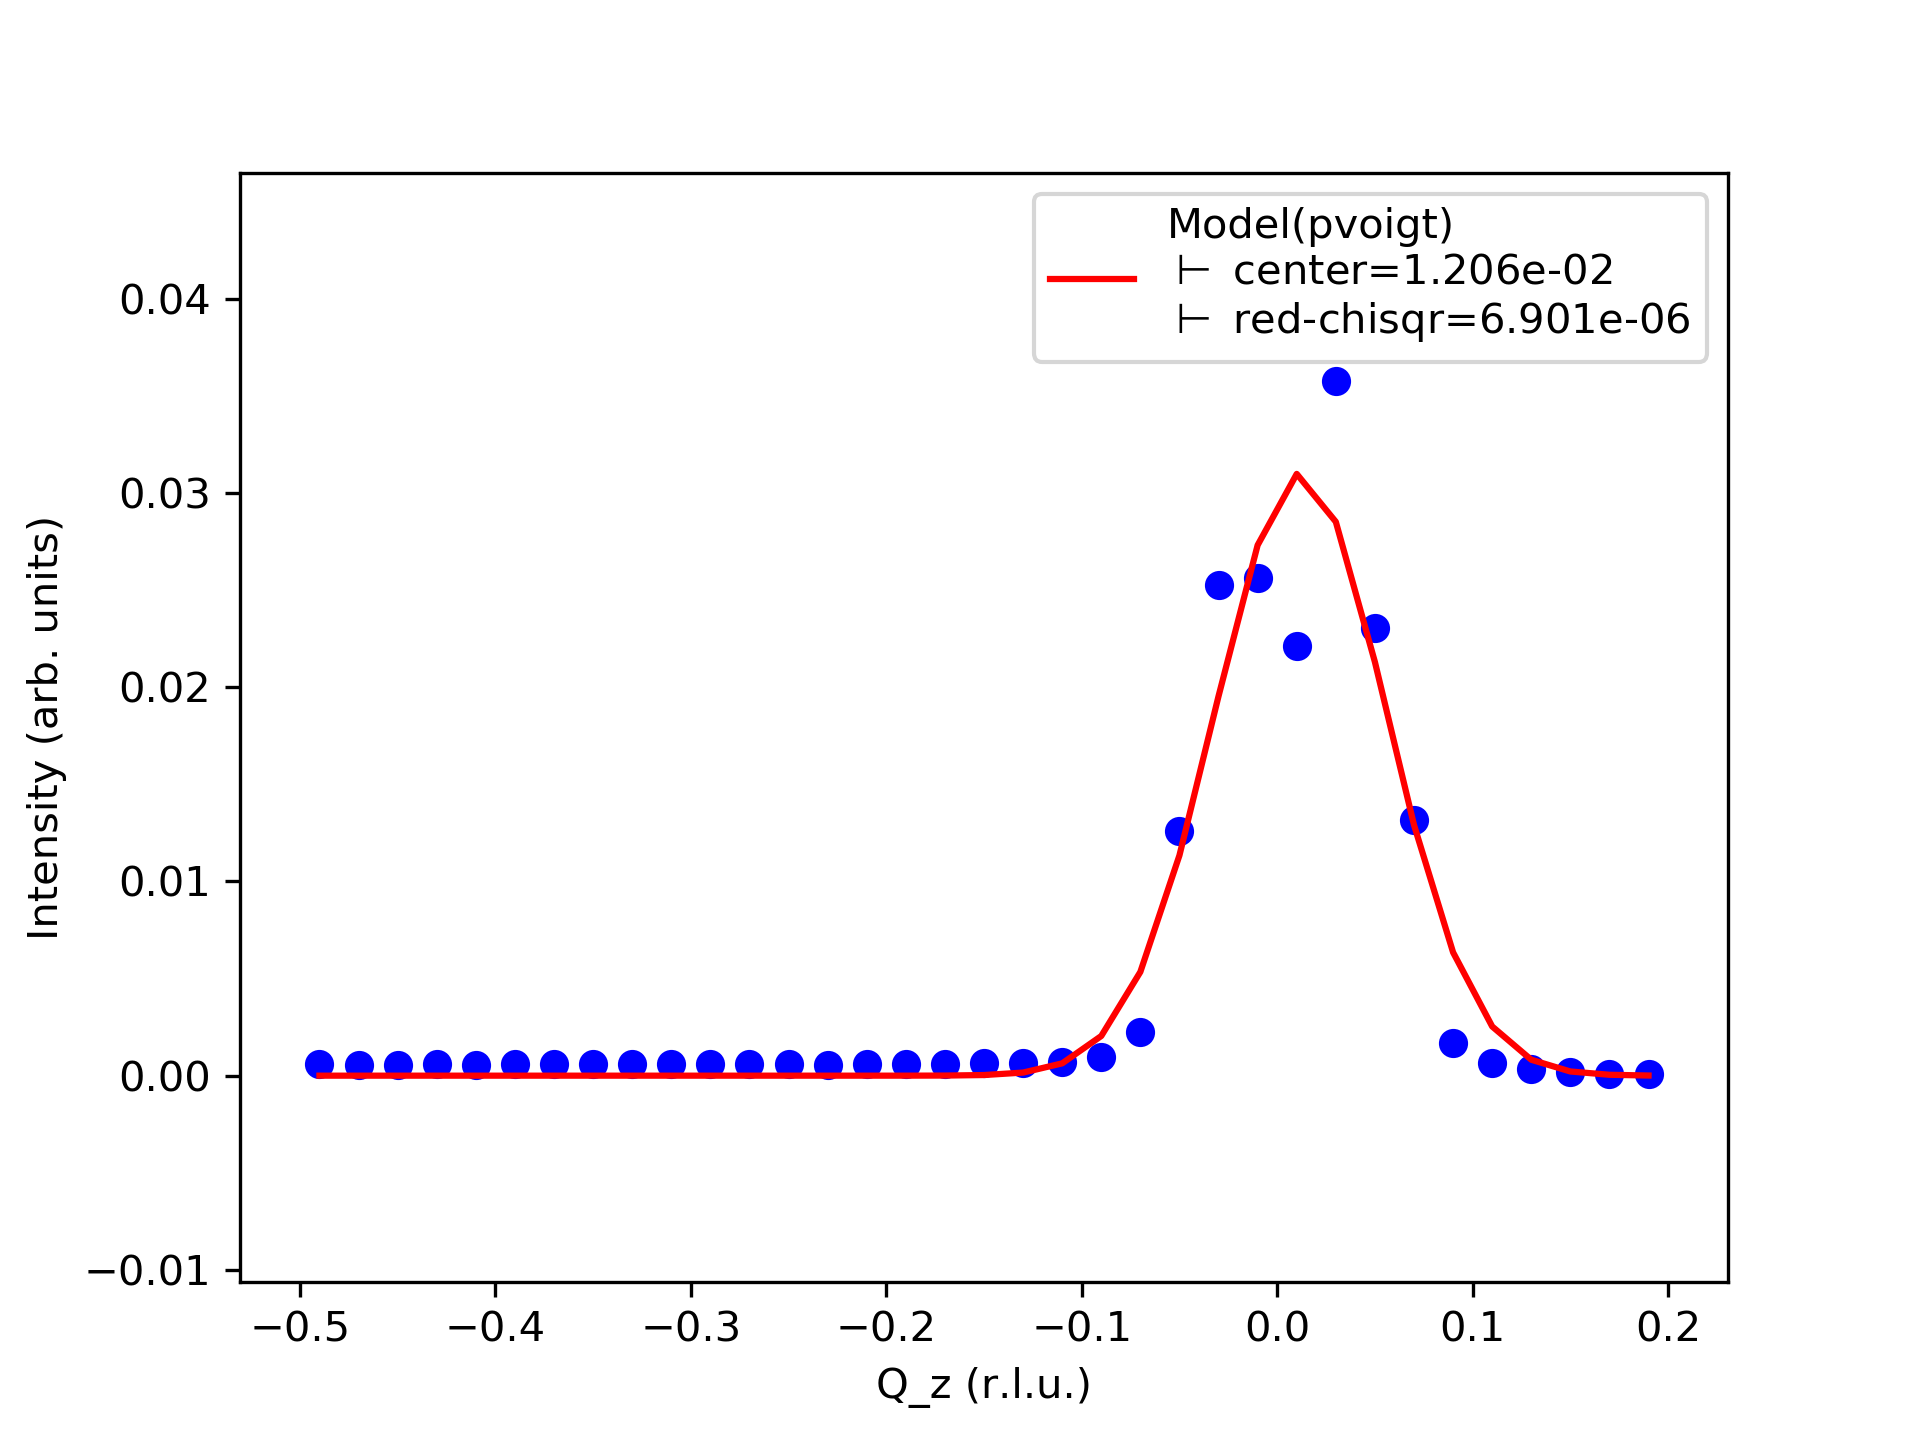 Model(pvoigt)
⊢ center=1.206e-02
⊢ red-chisqr=6.901e-06
0.04
0.03
0.02
0.01
0.00
−0.01
Intensity (arb. units)
−0.5 −0.4 −0.3 −0.2 −0.1 0.0 0.1 0.2
Q_z (r.l.u.)